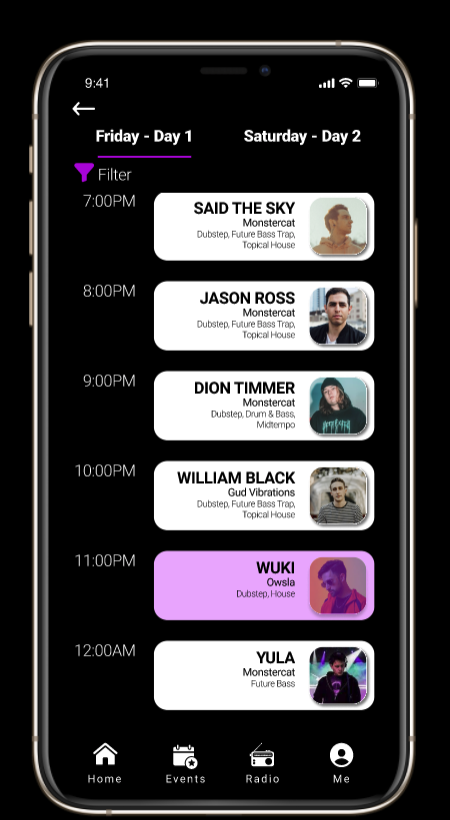 9:41
Friday - Day 1
Saturday - Day 2
Filter
7:00PM
SAID THE SKY
Monstercat
Dubstep, Future Bass Trap,
Topical House
8:00PM
JASON ROSS
Monstercat
Dubstep, Future Bass Trap,
Topical House
9:00PM
DION TIMMER
Monstercat
Dubstep, Drum & Bass,
Midtempo
10:00PM
WILLIAM BLACK
Gud Vibrations
Dubstep, Future Bass Trap,
Topical House
11:00PM
WUKI
Owsla
Dubstep, House
12:00AM
YULA
Monstercat
Future Bass
Home
Events
Radio
Me